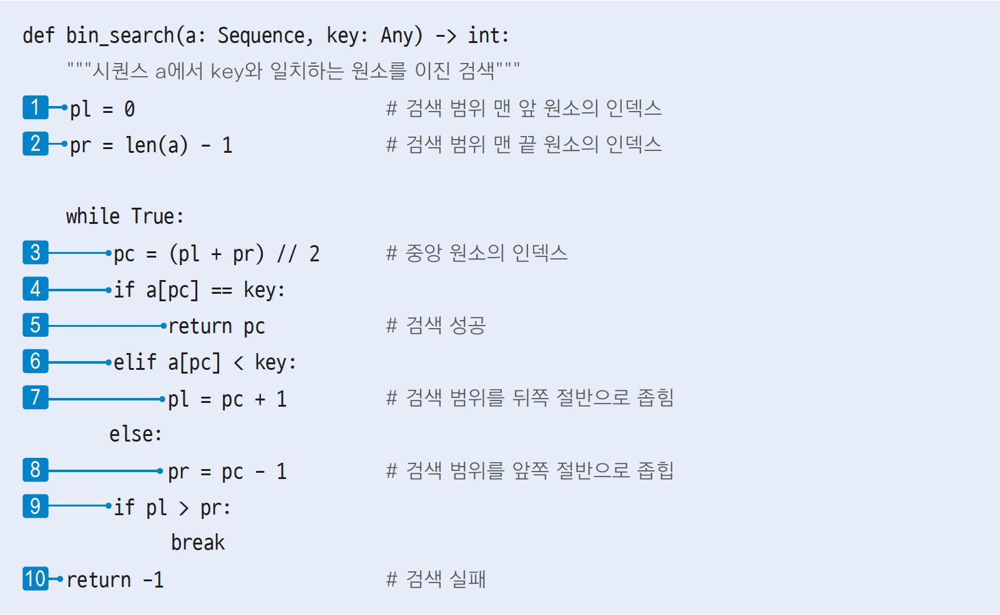 def bin_search(a: Sequence, key: Any) -> int:
"""시퀀스 a에서 key와 일치하는 원소를 이진 검색"""
1 pl = 0 # 검색 범위 맨 앞 원소의 인덱스
2 pr = len(a) - 1 # 검색 범위 맨 끝 원소의 인덱스
while True:
3 pc = (pl + pr) // 2 # 중앙 원소의 인덱스
4 if a[pc] == key:
5 return pc # 검색 성공
6 elif a[pc] < key:
7 pl = pc + 1 # 검색 범위를 뒤쪽 절반으로 좁힘
else:
8 pr = pc - 1 # 검색 범위를 앞쪽 절반으로 좁힙
9 if pl > pr:
break
10 return -1 # 검색 실패